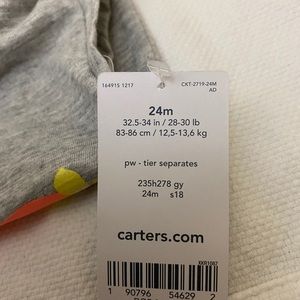 164915 1217
CKT-2719-24M
AD
24m
32.5-34 in / 28-30 lb
83-86 cm / 12,5-13,6 kg
pw - tier separates
235h278 gy
24m s18
carters.com
XKR1087
1 90796 54629 2